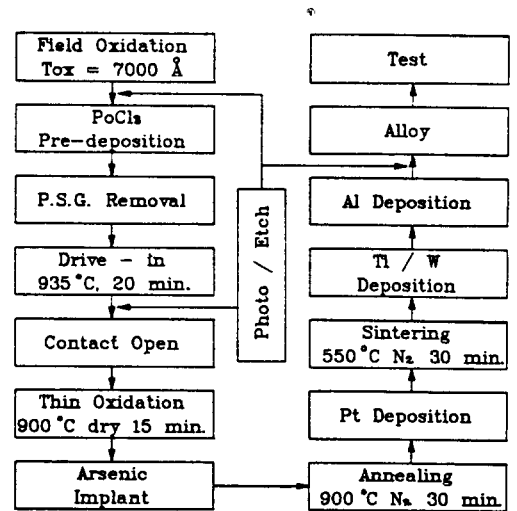 Field Oxidation
Tox = 7000 Å
PoCl₃
Pre-deposition
P.S.G. Removal
Drive - in
935°C, 20 min.
Contact Open
Thin Oxidation
900°C dry 15 min.
Arsenic
Implant
Photo / Etch
Test
Alloy
Al Deposition
Ti / W
Deposition
Sintering
550°C N₂ 30 min.
Pt Deposition
Annealing
900°C N₂ 30 min.